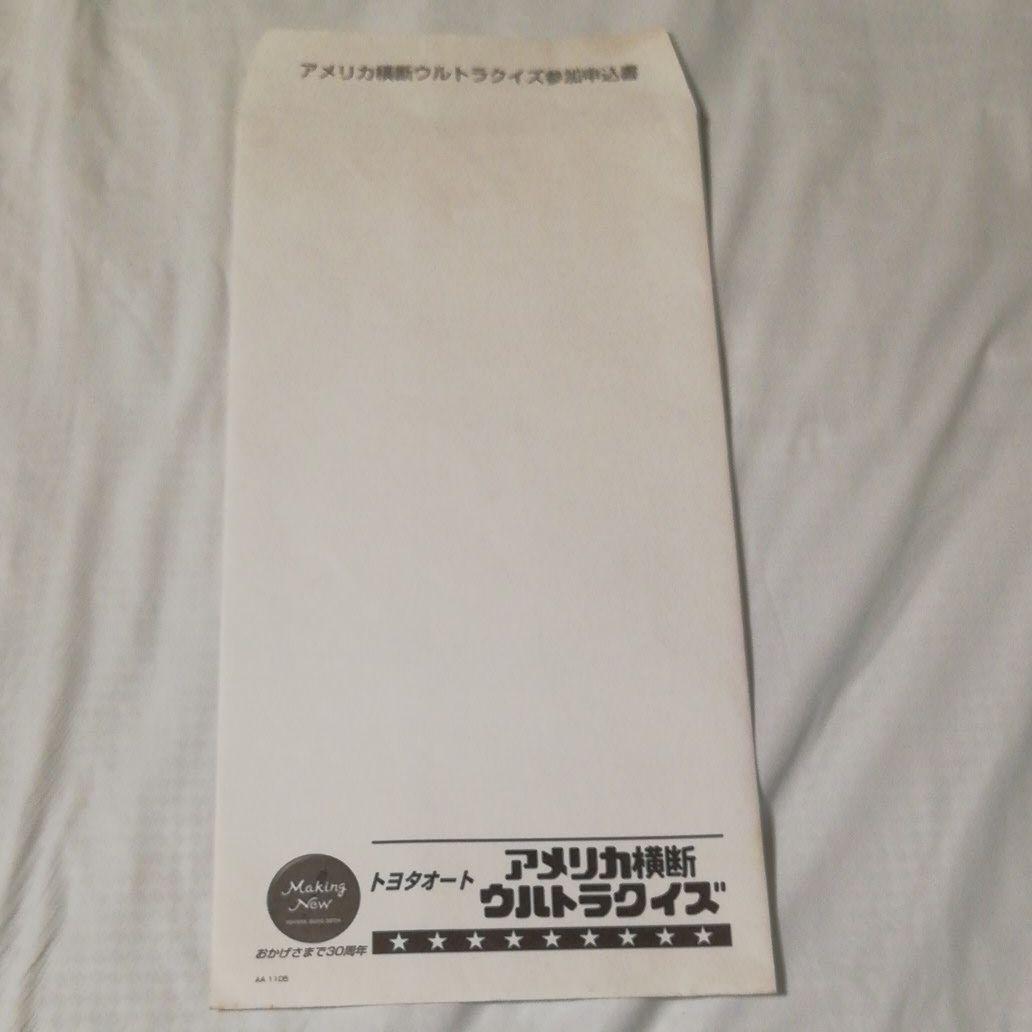 アメリカ横断ウルトラクイズ参加申込書
Making
New
おかげさまで30周年
AA 1105
トヨタオート
アメリカ横断
ウルトラクイズ